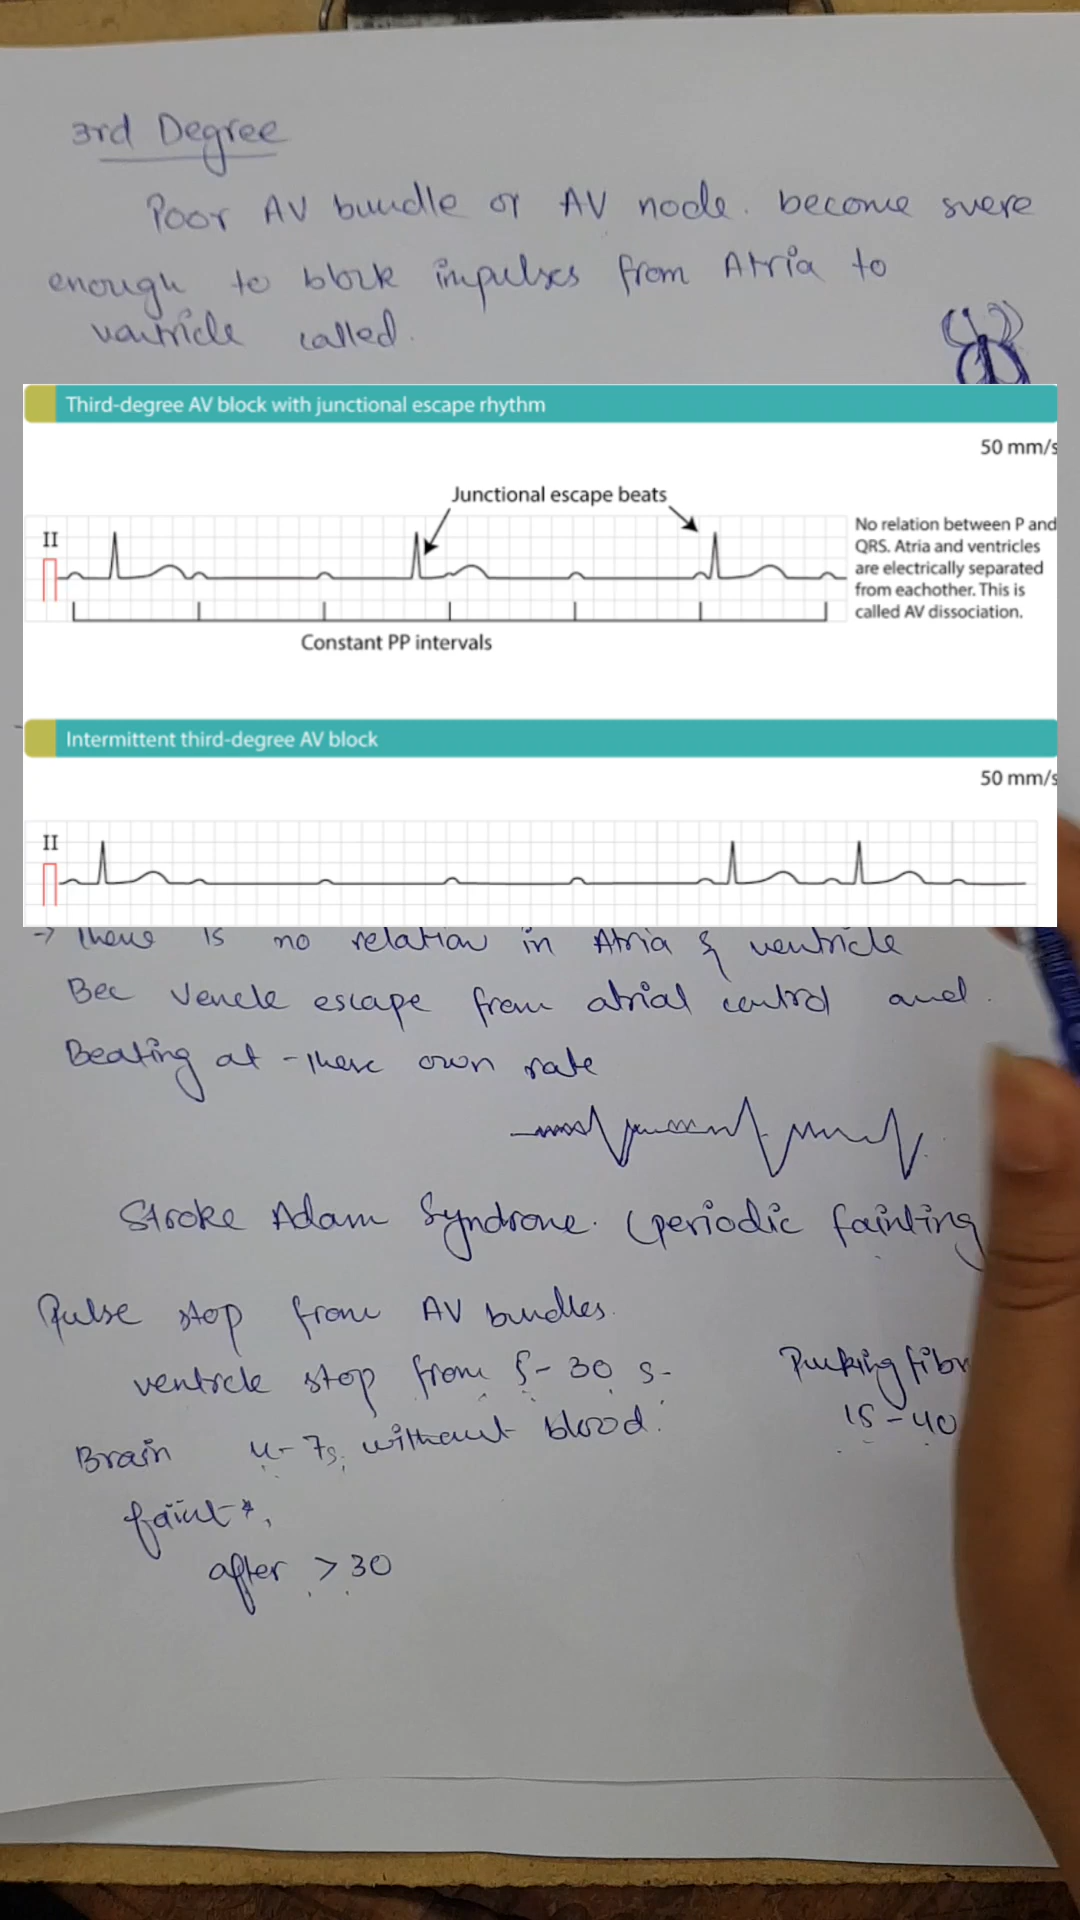 3rd Degree
Poor AV bundle or AV node. become svere
enough to block impulses from Atria to
ventricle called.
Third-degree AV block with junctional escape rhythm
50 mm/s
Junctional escape beats
II
No relation between P and
QRS. Atria and ventricles
are electrically separated
from eachother. This is
called AV dissociation.
Constant PP intervals
Intermittent third-degree AV block
50 mm/s
II
→ There is no relation in Atria & ventricle
Bec escape from atrial control and.
Beating at there own rate
Stroke Adam Syndrone. (periodic fainting
Pulse stop from AV bundles.
ventricle stop from 5-30 s-
Purking fibr
15-40
Brain 4-7s, without blood.
faint*,
after > 30